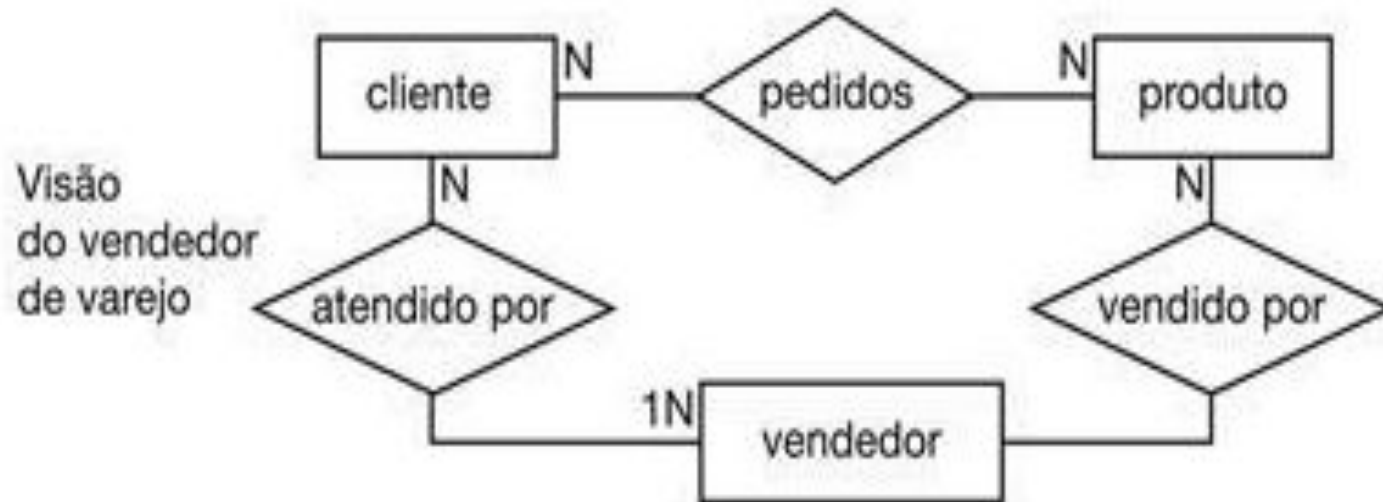 cliente
N
pedidos
N
produto
Visão
do vendedor
de varejo
N
N
atendido por
vendido por
1N
vendedor